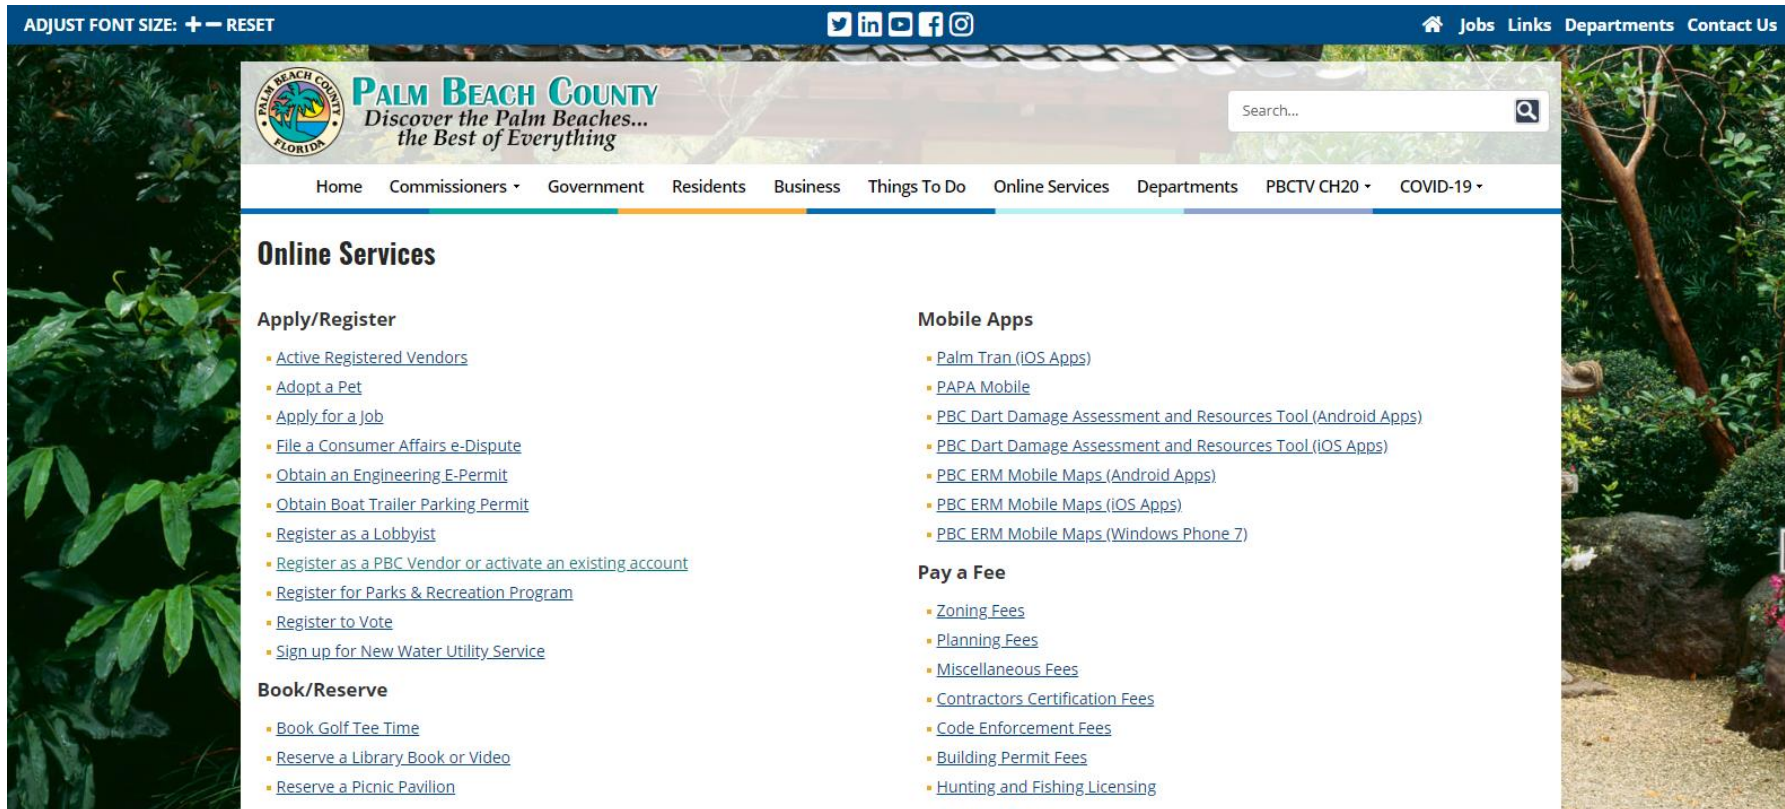 ADJUST FONT SIZE: + − RESET
Jobs Links Departments Contact Us
PALM BEACH COUNTY FLORIDA
PALM BEACH COUNTY
Discover the Palm Beaches...
the Best of Everything
Search...
Home Commissioners Government Residents Business Things To Do Online Services Departments PBCTV CH20 COVID-19
Online Services
Apply/Register
Active Registered Vendors
Adopt a Pet
Apply for a Job
File a Consumer Affairs e-Dispute
Obtain an Engineering E-Permit
Obtain Boat Trailer Parking Permit
Register as a Lobbyist
Register as a PBC Vendor or activate an existing account
Register for Parks & Recreation Program
Register to Vote
Sign up for New Water Utility Service
Book/Reserve
Book Golf Tee Time
Reserve a Library Book or Video
Reserve a Picnic Pavilion
Mobile Apps
Palm Tran (iOS Apps)
PAPA Mobile
PBC Dart Damage Assessment and Resources Tool (Android Apps)
PBC Dart Damage Assessment and Resources Tool (iOS Apps)
PBC ERM Mobile Maps (Android Apps)
PBC ERM Mobile Maps (iOS Apps)
PBC ERM Mobile Maps (Windows Phone 7)
Pay a Fee
Zoning Fees
Planning Fees
Miscellaneous Fees
Contractors Certification Fees
Code Enforcement Fees
Building Permit Fees
Hunting and Fishing Licensing